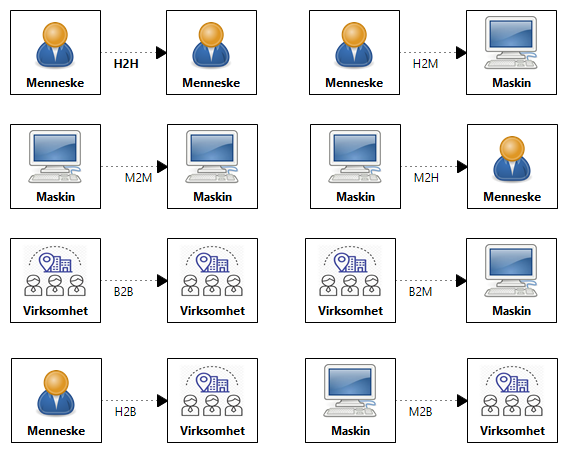 H2H
Menneske Menneske
H2M
Menneske Maskin
M2M
Maskin Maskin
M2H
Maskin Menneske
B2B
Virksomhet Virksomhet
B2M
Virksomhet Maskin
H2B
Menneske Virksomhet
M2B
Maskin Virksomhet